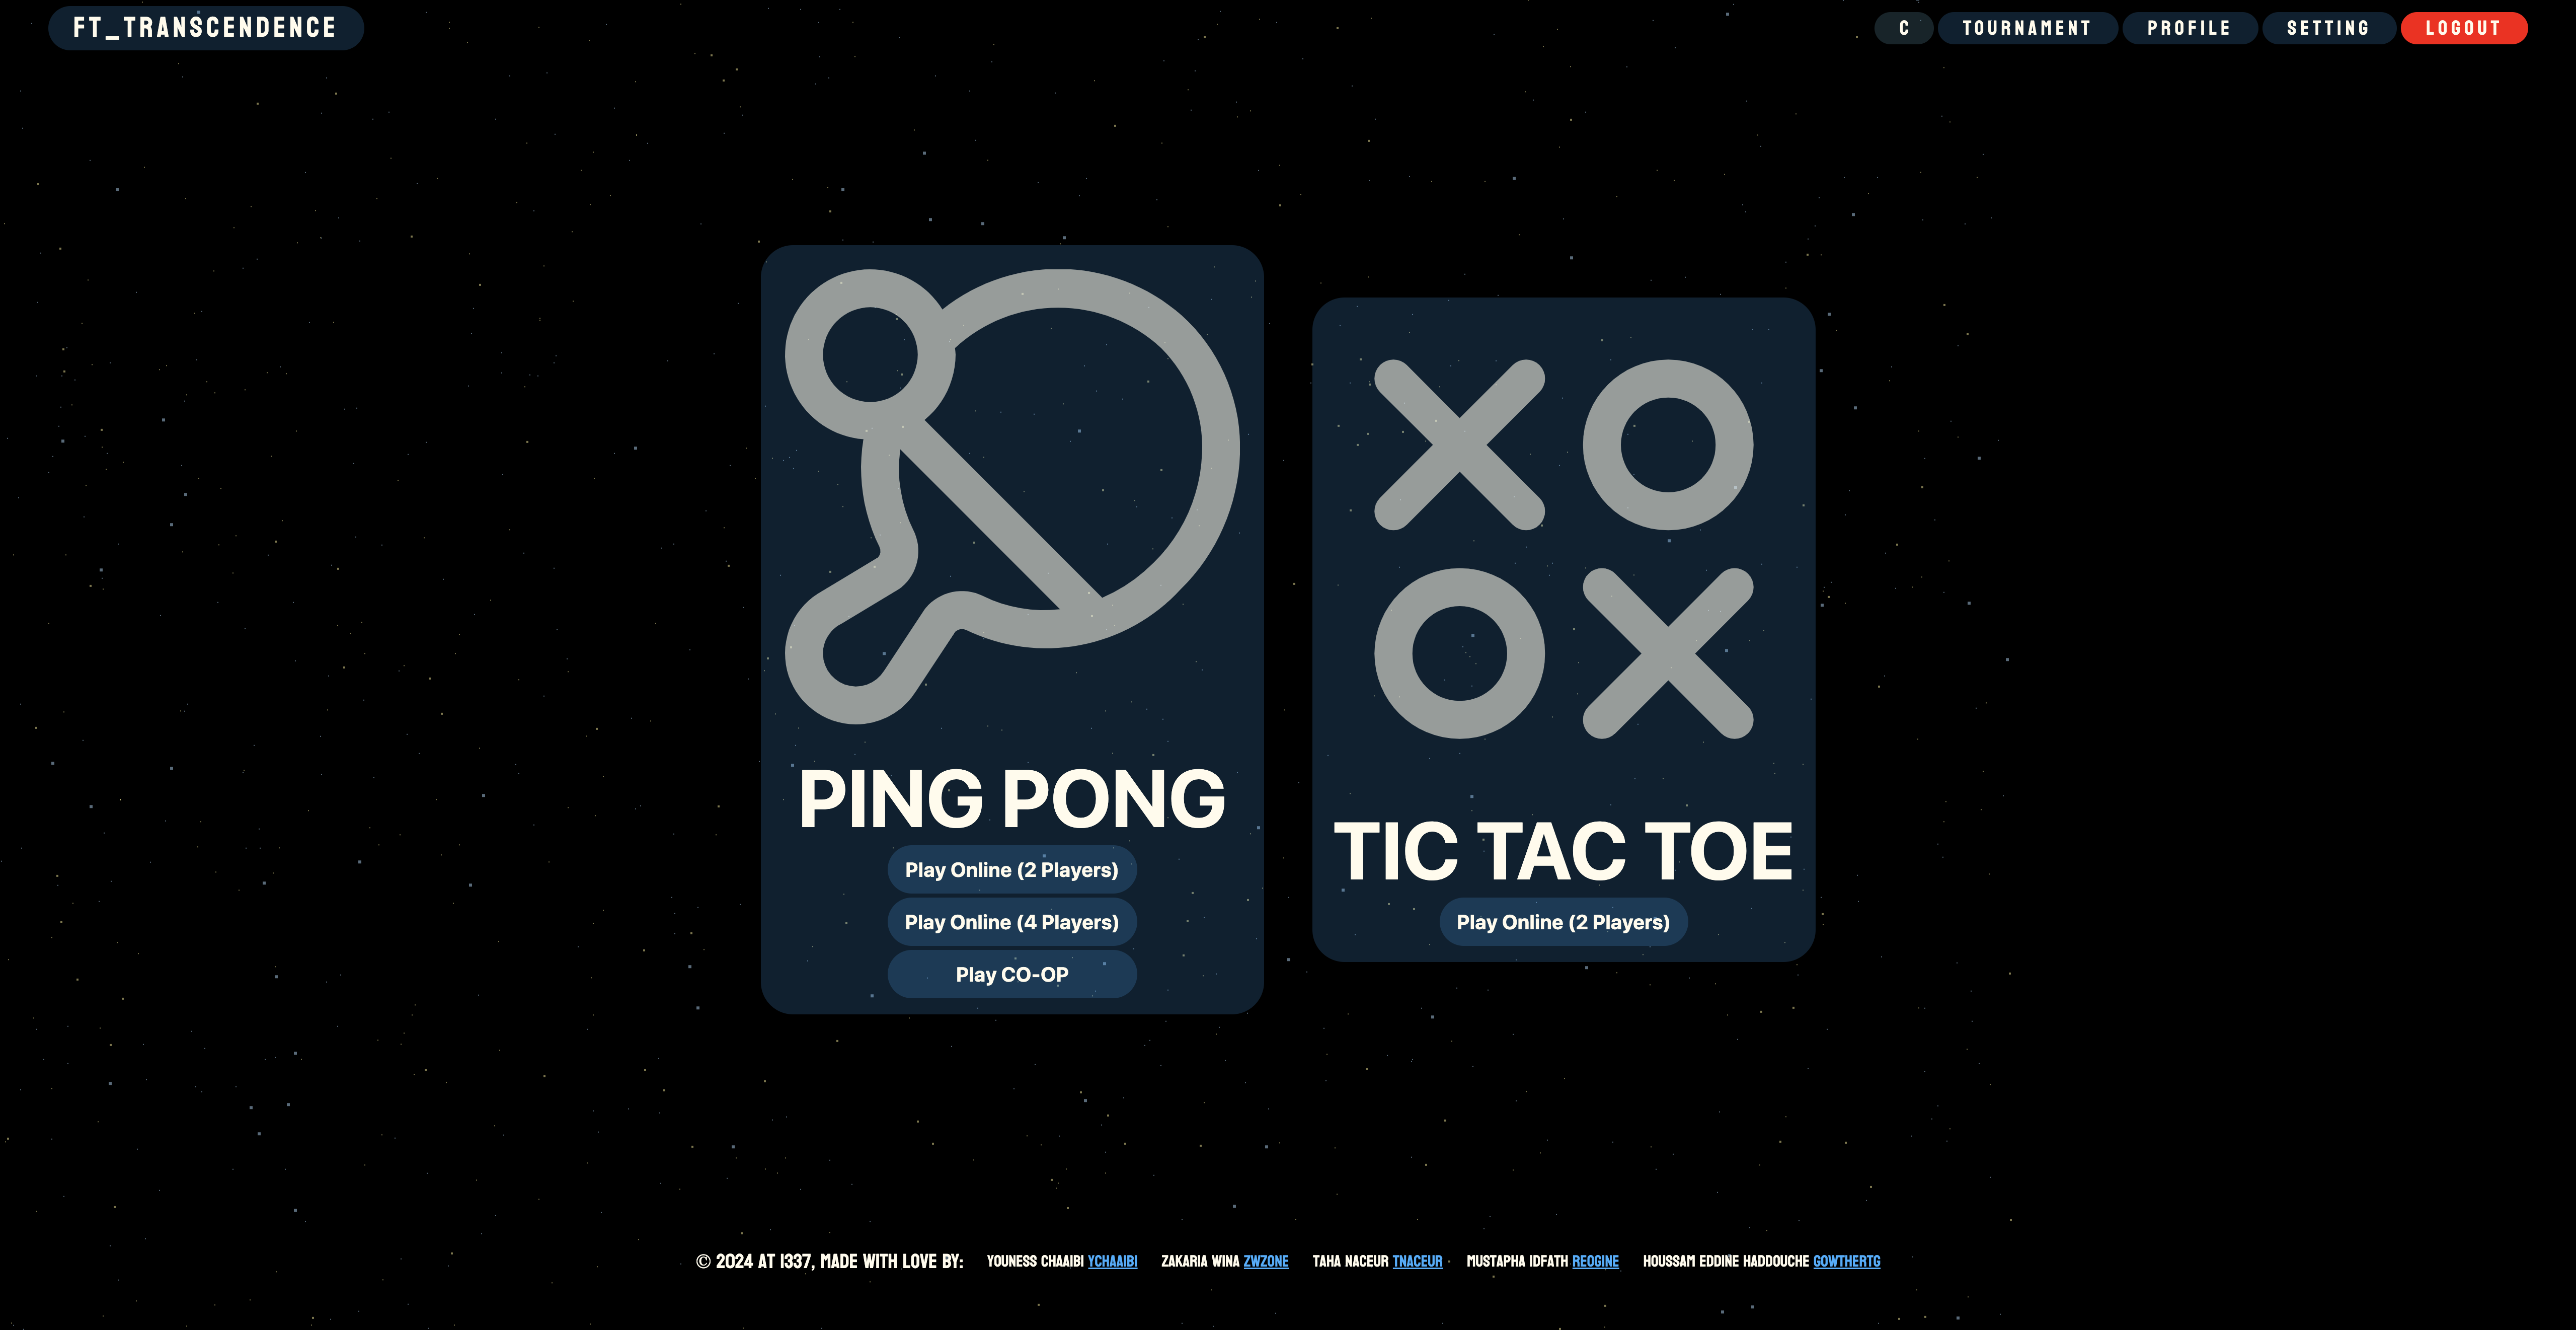 FT_TRANSCENDENCE
C TOURNAMENT PROFILE SETTING LOGOUT
PING PONG
Play Online (2 Players)
Play Online (4 Players)
Play CO-OP
TIC TAC TOE
Play Online (2 Players)
© 2024 AT 1337, MADE WITH LOVE BY: YOUNESS CHAAIBI YCHAAIBI ZAKARIA WINA ZWZONE TAHA NACEUR TNACEUR MUSTAPHA IDFATH REOGINE HOUSSAM EDDINE HADDOUCHE GOWTHERTG